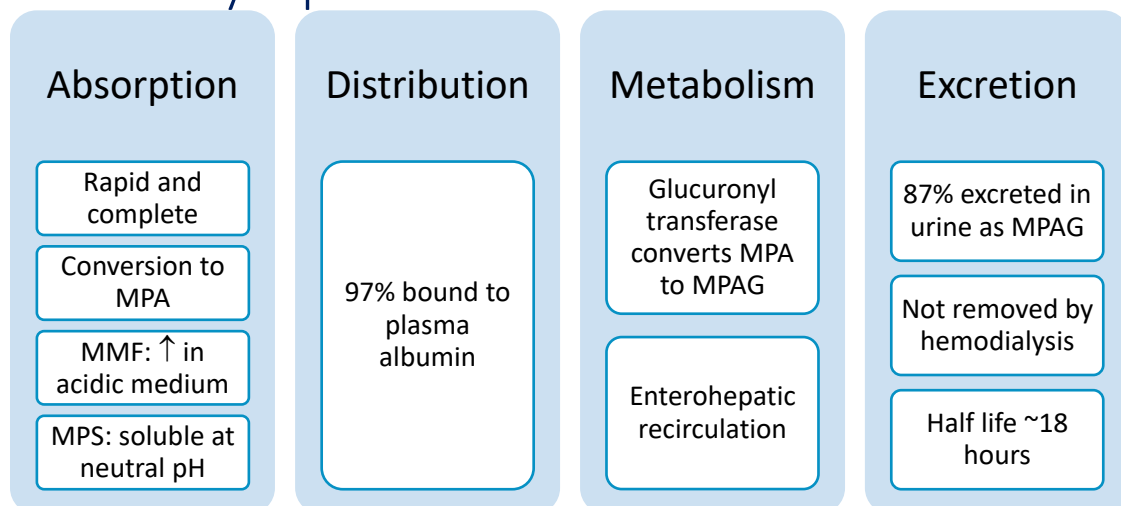 Absorption
Rapid and
complete
Conversion to
MPA
MMF: ↑ in
acidic medium
MPS: soluble at
neutral pH
Distribution
97% bound to
plasma
albumin
Metabolism
Glucuronyl
transferase
converts MPA
to MPAG
Enterohepatic
recirculation
Excretion
87% excreted in
urine as MPAG
Not removed by
hemodialysis
Half life ~18
hours